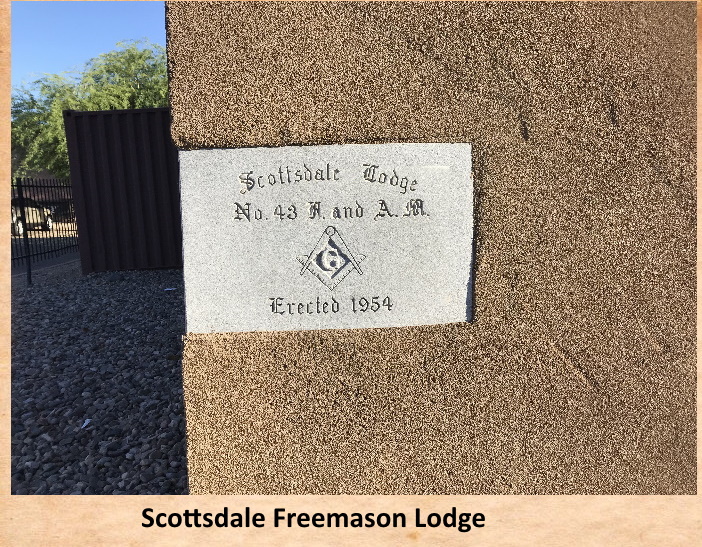 Scottsdale Lodge
No. 43 F. and A. M.
G
Erected 1954
Scottsdale Freemason Lodge